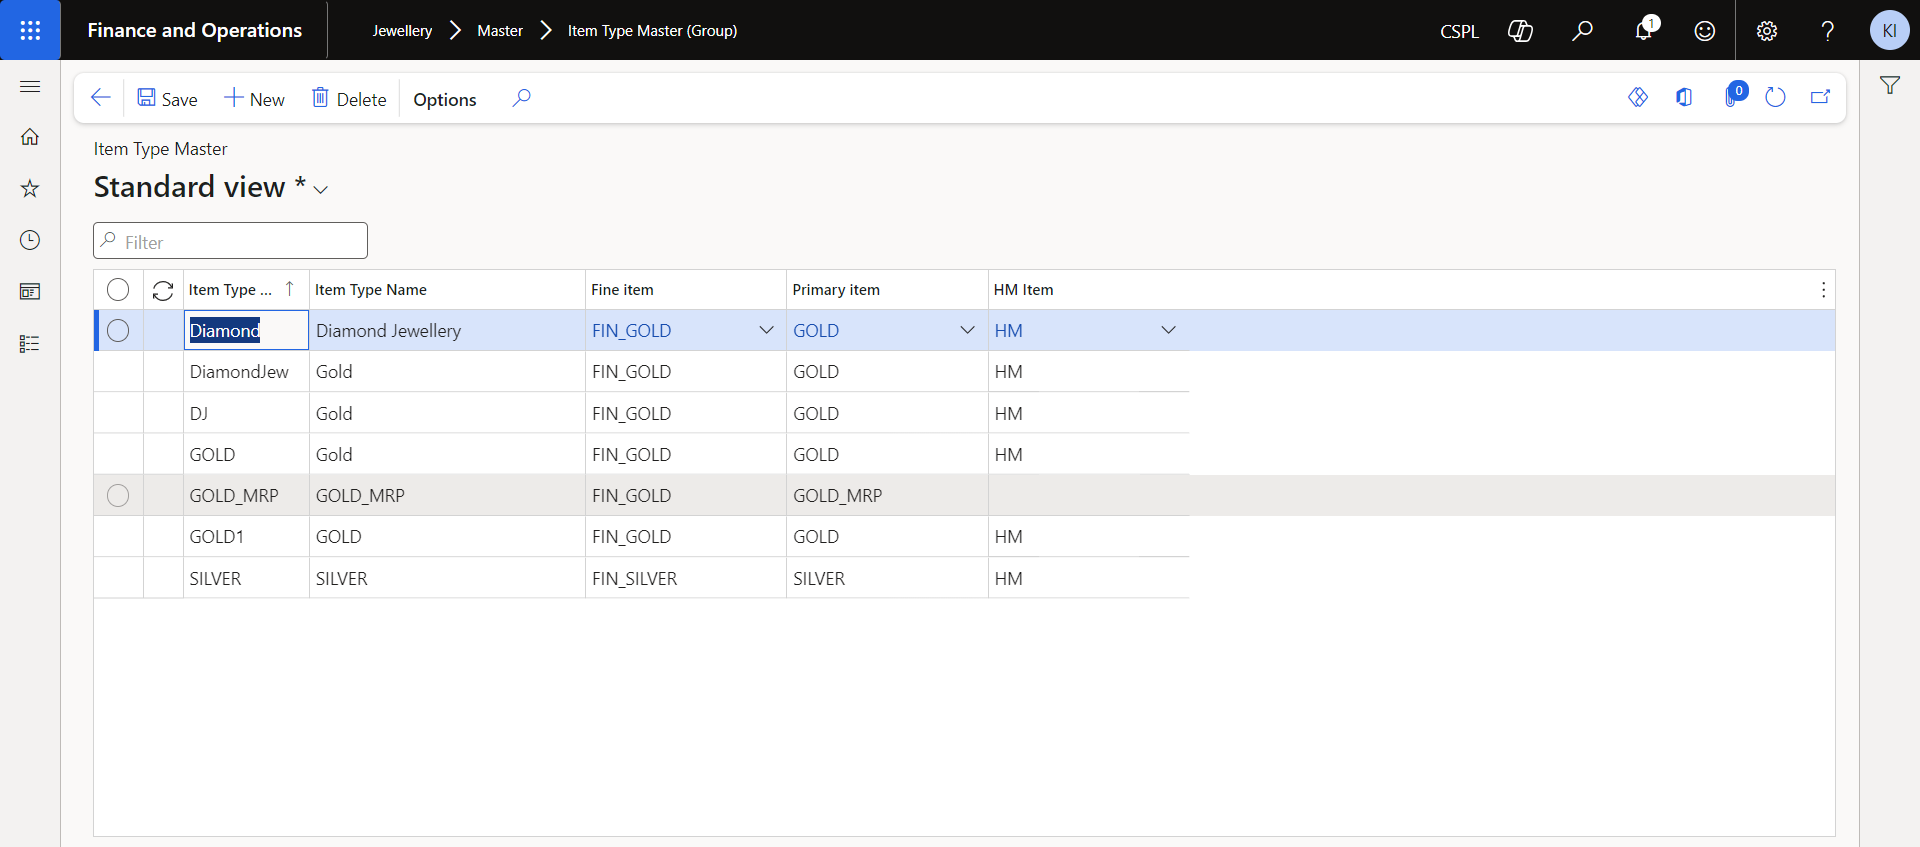 Finance and Operations Jewellery Master Item Type Master (Group) CSPL 1 ? KI
Save New Delete Options 0
Item Type Master
Standard view *
Filter
Item Type ... Item Type Name Fine item Primary item HM Item
Diamond Diamond Jewellery FIN_GOLD GOLD HM
DiamondJew Gold FIN_GOLD GOLD HM
DJ Gold FIN_GOLD GOLD HM
GOLD Gold FIN_GOLD GOLD HM
GOLD_MRP GOLD_MRP FIN_GOLD GOLD_MRP
GOLD1 GOLD FIN_GOLD GOLD HM
SILVER SILVER FIN_SILVER SILVER HM